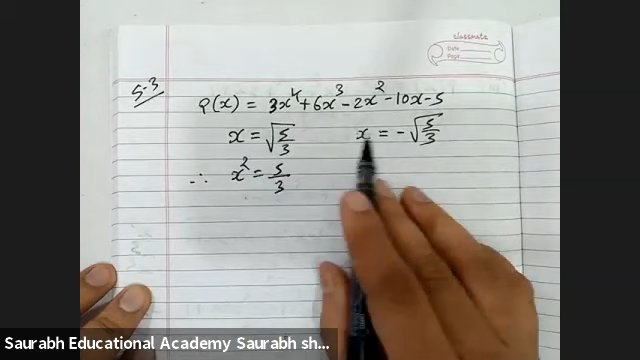 classmate
Date
Page
5-3
P(x) = 3x⁴+6x³-2x²-10x-5
x = √5/3 x = -√5/3
∴ x² = 5/3
Saurabh Educational Academy Saurabh sh...